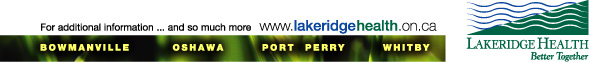 For additional information ... and so much more www.lakeridgehealth.on.ca
BOWMANVILLE OSHAWA PORT PERRY WHITBY
LAKERIDGE HEALTH
Better Together